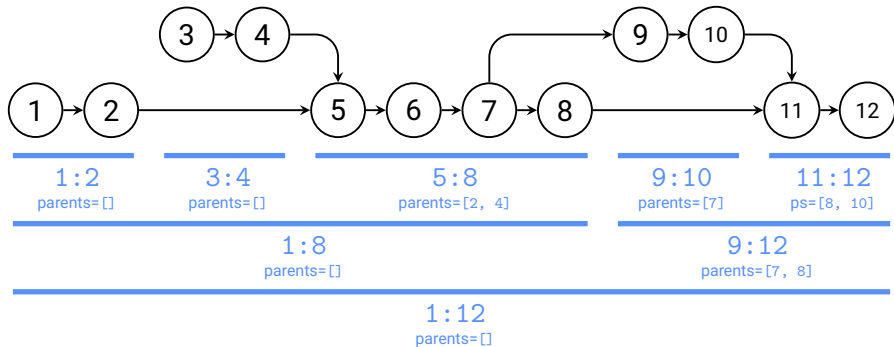 3 4 9 10
1 2 5 6 7 8 11 12
1:2 3:4 5:8 9:10 11:12
parents=[] parents=[] parents=[2, 4] parents=[7] ps=[8, 10]
1:8 9:12
parents=[] parents=[7, 8]
1:12
parents=[]